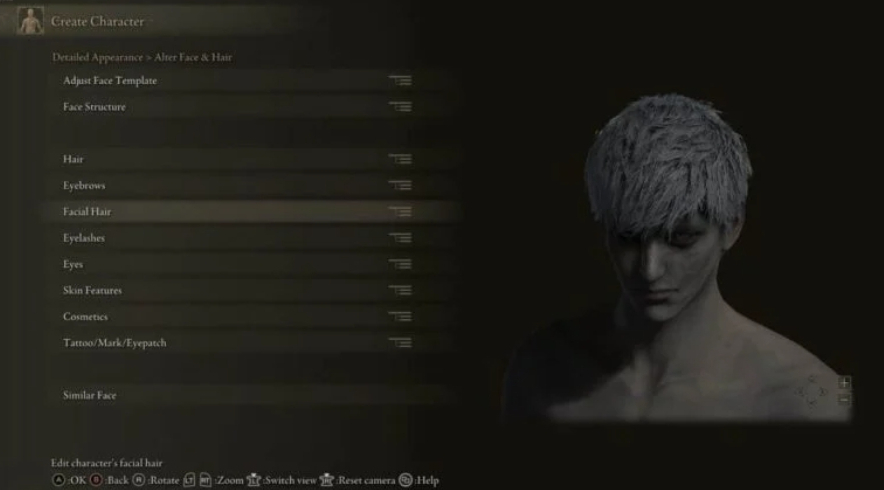 Create Character
Detailed Appearance > Alter Face & Hair
Adjust Face Template
Face Structure
Hair
Eyebrows
Facial Hair
Eyelashes
Eyes
Skin Features
Cosmetics
Tattoo/Mark/Eyepatch
Similar Face
Edit character's facial hair
A :OK B :Back R :Rotate LT RT :Zoom :Switch view :Reset camera :Help